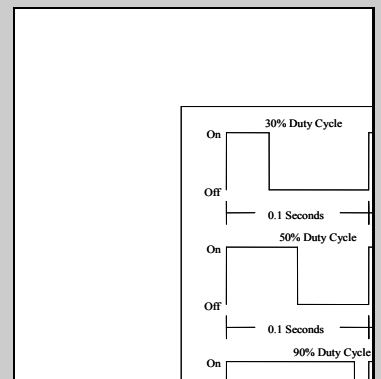 30% Duty Cycle
On
Off
0.1 Seconds
50% Duty Cycle
On
Off
0.1 Seconds
90% Duty Cycle
On